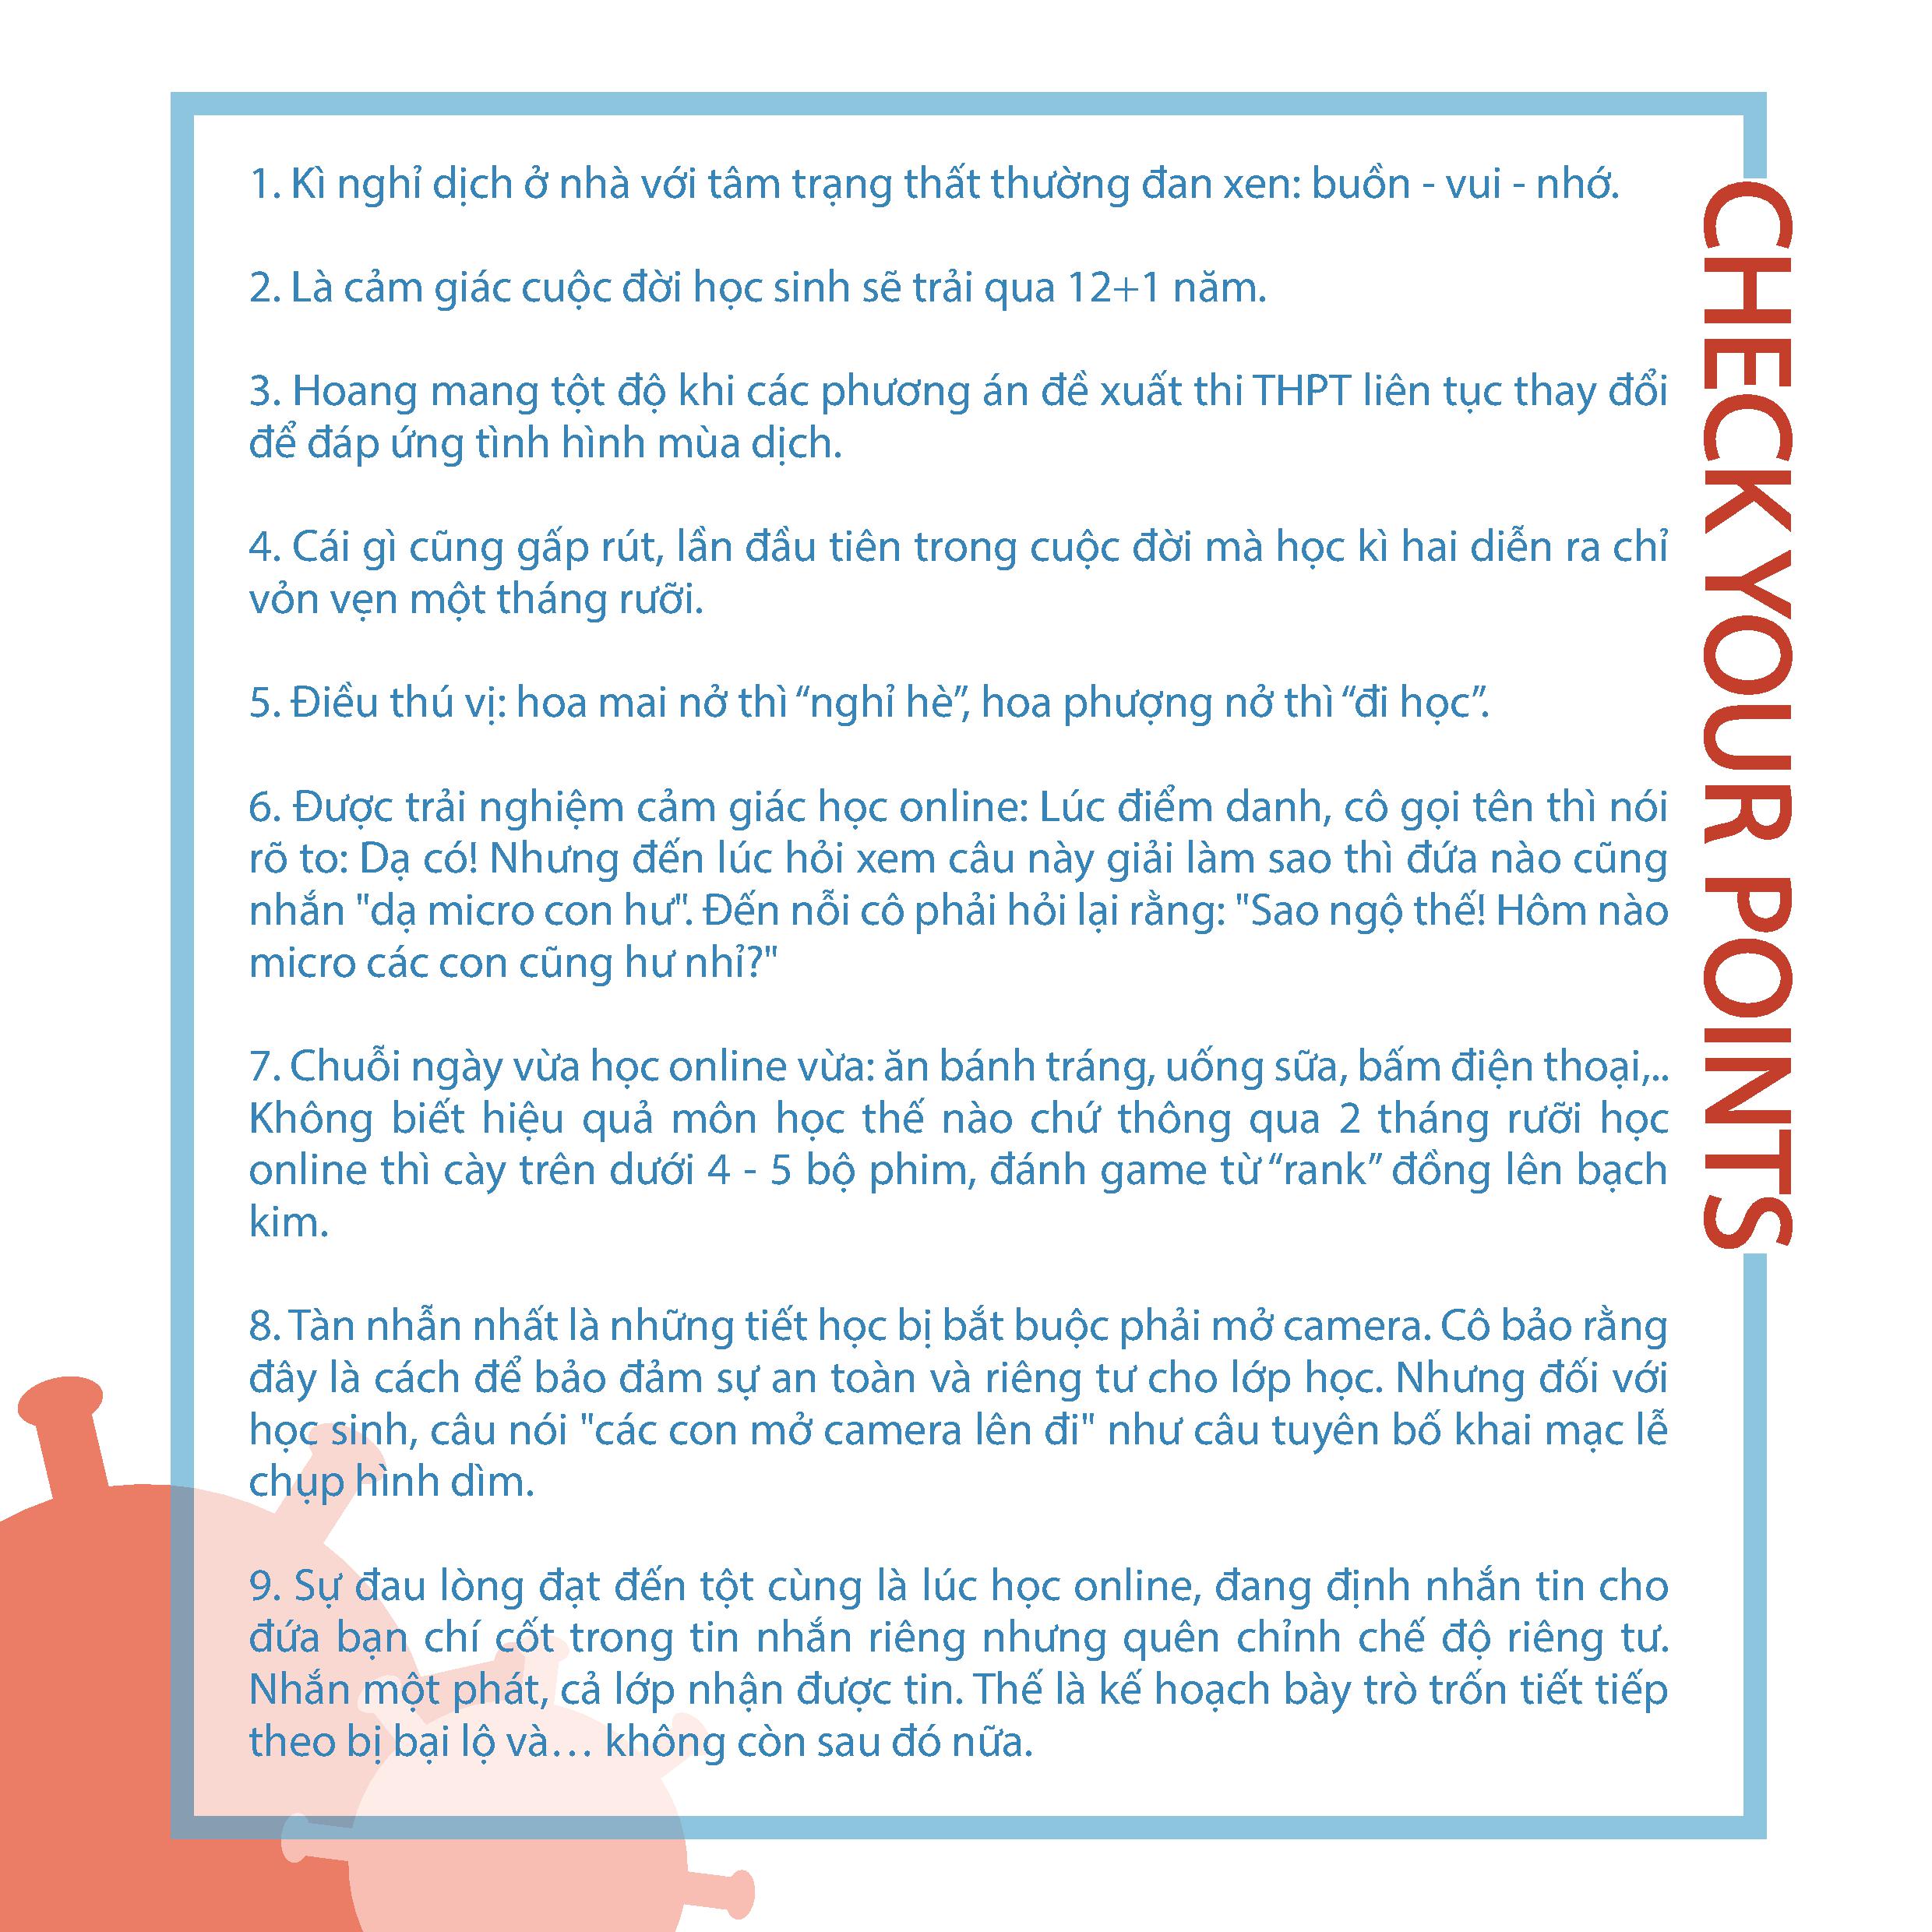 1. Kì nghỉ dịch ở nhà với tâm trạng thất thường đan xen: buồn - vui - nhớ.
2. Là cảm giác cuộc đời học sinh sẽ trải qua 12+1 năm.
3. Hoang mang tột độ khi các phương án đề xuất thi THPT liên tục thay đổi
để đáp ứng tình hình mùa dịch.
4. Cái gì cũng gấp rút, lần đầu tiên trong cuộc đời mà học kì hai diễn ra chỉ
vỏn vẹn một tháng rưỡi.
5. Điều thú vị: hoa mai nở thì “nghỉ hè”, hoa phượng nở thì “đi học”.
6. Được trải nghiệm cảm giác học online: Lúc điểm danh, cô gọi tên thì nói
rõ to: Dạ có! Nhưng đến lúc hỏi xem câu này giải làm sao thì đứa nào cũng
nhắn "dạ micro con hư". Đến nỗi cô phải hỏi lại rằng: "Sao ngộ thế! Hôm nào
micro các con cũng hư nhỉ?"
7. Chuỗi ngày vừa học online vừa: ăn bánh tráng, uống sữa, bấm điện thoại,..
Không biết hiệu quả môn học thế nào chứ thông qua 2 tháng rưỡi học
online thì cày trên dưới 4 - 5 bộ phim, đánh game từ “rank” đồng lên bạch
kim.
8. Tàn nhẫn nhất là những tiết học bị bắt buộc phải mở camera. Cô bảo rằng
đây là cách để bảo đảm sự an toàn và riêng tư cho lớp học. Nhưng đối với
học sinh, câu nói "các con mở camera lên đi" như câu tuyên bố khai mạc lễ
chụp hình dìm.
9. Sự đau lòng đạt đến tột cùng là lúc học online, đang định nhắn tin cho
đứa bạn chí cốt trong tin nhắn riêng nhưng quên chỉnh chế độ riêng tư.
Nhắn một phát, cả lớp nhận được tin. Thế là kế hoạch bày trò trốn tiết tiếp
theo bị bại lộ và… không còn sau đó nữa.
CHECK YOUR POINTS